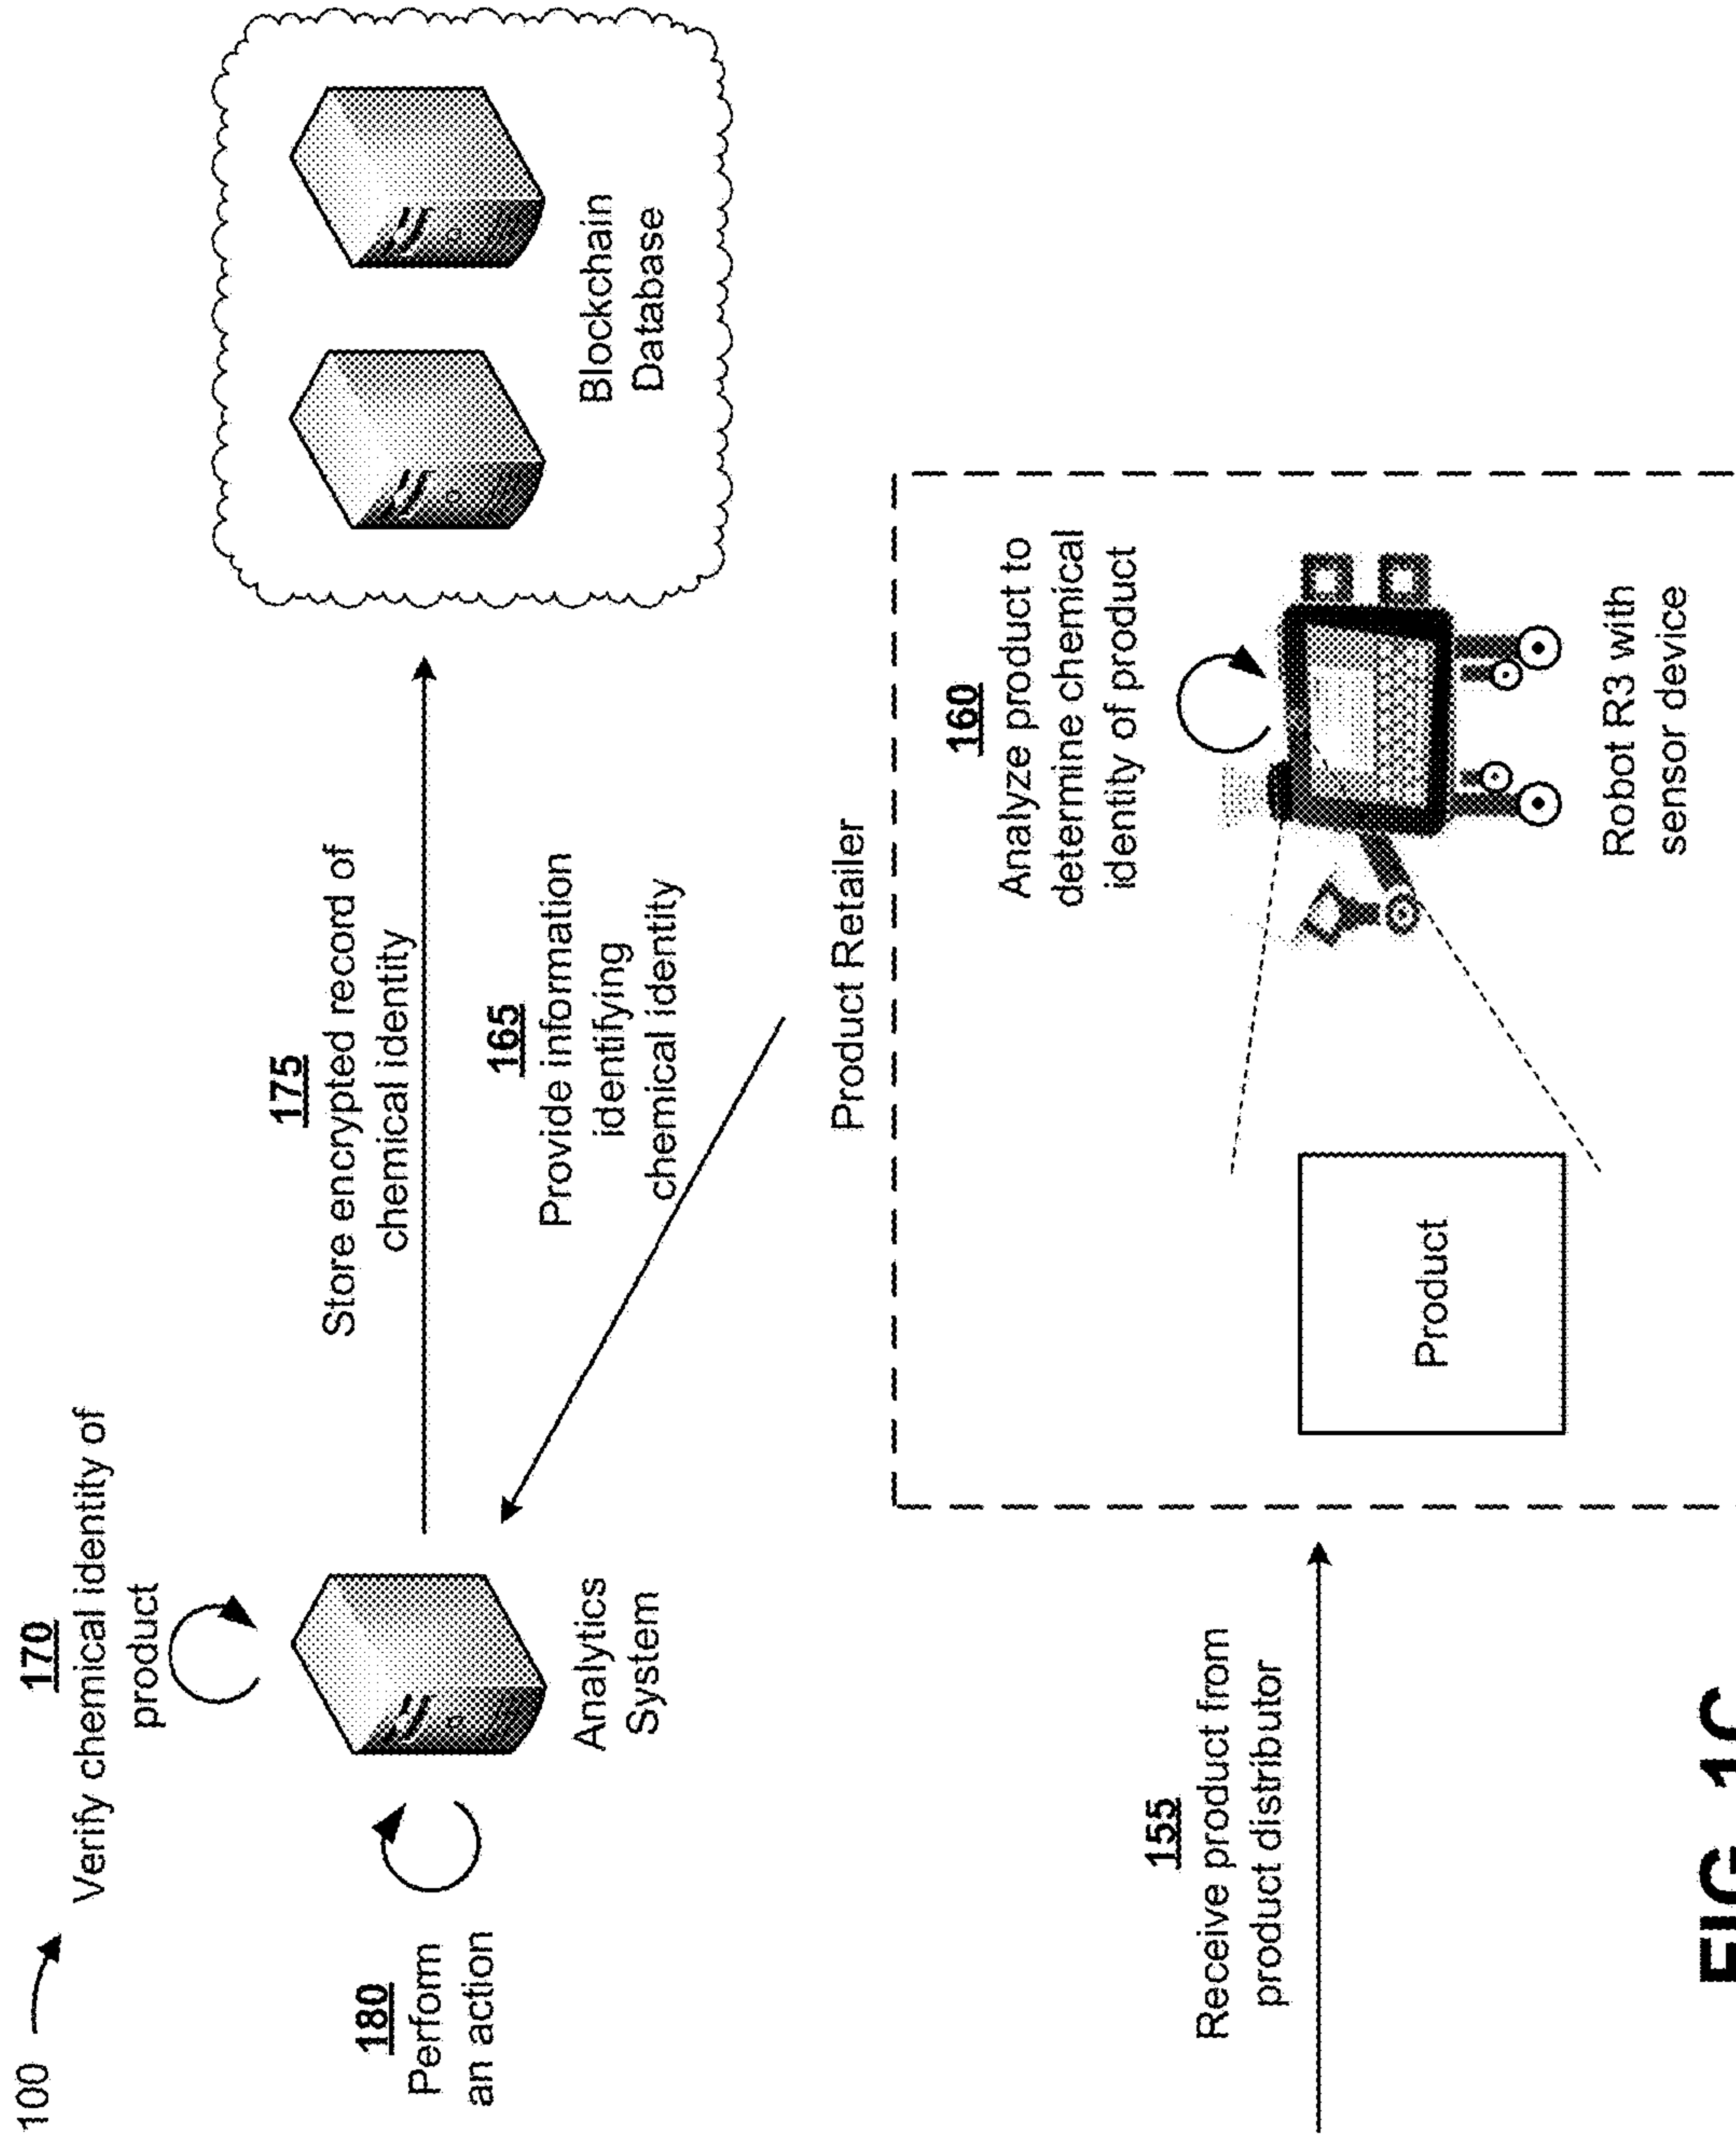 100
170
Verify chemical identity of
product
180
Perform
an action
Analytics
System
175
Store encrypted record of
chemical identity
165
Provide information
identifying
chemical identity
Blockchain
Database
155
Receive product from
product distributor
Product Retailer
160
Analyze product to
determine chemical
identity of product
Product
Robot R3 with
sensor device
FIG. 1C